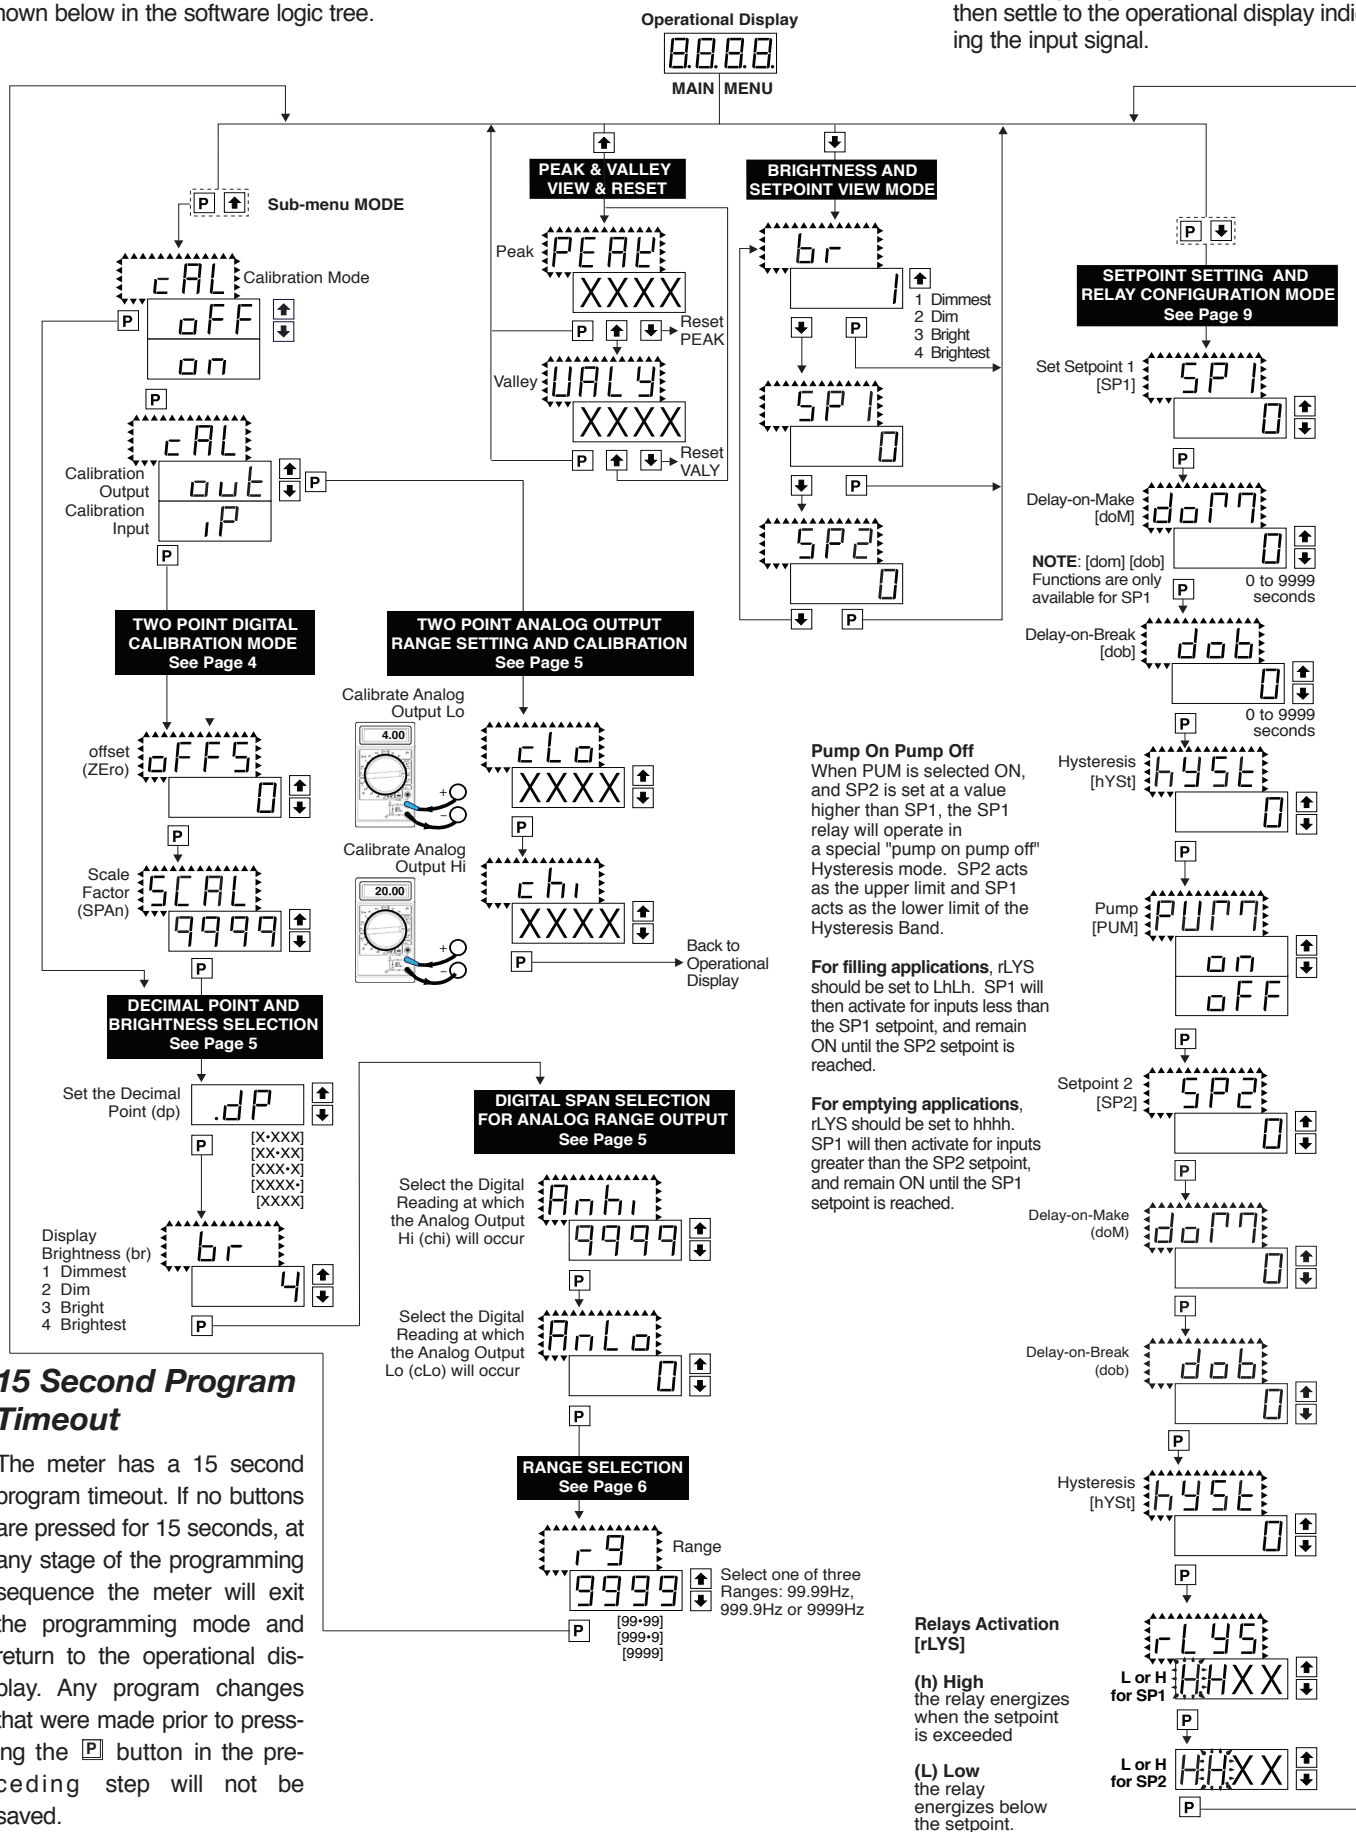 hown below in the software logic tree.
then settle to the operational display indi
ing the input signal.
Operational Display
8.8.8.8.
MAIN MENU
P
Sub-menu MODE
cAL
Calibration Mode
oFF
on
P
P
cAL
Calibration
Output
out
P
Calibration
Input
iP
P
TWO POINT DIGITAL
CALIBRATION MODE
See Page 4
offset
(ZEro)
oFFS
0
P
Scale
Factor
(SPAn)
SCAL
9999
P
DECIMAL POINT AND
BRIGHTNESS SELECTION
See Page 5
Set the Decimal
Point (dp)
.dP
P
[X•XXX]
[XX•XX]
[XXX•X]
[XXXX•]
[XXXX]
Display
Brightness (br)
1 Dimmest
2 Dim
3 Bright
4 Brightest
br
4
P
PEAK & VALLEY
VIEW & RESET
Peak
PEAK
XXXX
P
Reset
PEAK
Valley
VALY
XXXX
P
Reset
VALY
BRIGHTNESS AND
SETPOINT VIEW MODE
br
1
1 Dimmest
2 Dim
3 Bright
4 Brightest
P
SP1
0
P
SP2
0
P
TWO POINT ANALOG OUTPUT
RANGE SETTING AND CALIBRATION
See Page 5
Calibrate Analog
Output Lo
4.00
+
−
cLo
XXXX
P
Calibrate Analog
Output Hi
20.00
+
−
chi
XXXX
P
Back to
Operational
Display
DIGITAL SPAN SELECTION
FOR ANALOG RANGE OUTPUT
See Page 5
Select the Digital
Reading at which
the Analog Output
Hi (chi) will occur
Anhi
9999
P
Select the Digital
Reading at which
the Analog Output
Lo (cLo) will occur
AnLo
0
P
RANGE SELECTION
See Page 6
rg
Range
9999
Select one of three
Ranges: 99.99Hz,
999.9Hz or 9999Hz
P
[99•99]
[999•9]
[9999]
Pump On Pump Off
When PUM is selected ON,
and SP2 is set at a value
higher than SP1, the SP1
relay will operate in
a special "pump on pump off"
Hysteresis mode. SP2 acts
as the upper limit and SP1
acts as the lower limit of the
Hysteresis Band.
For filling applications, rLYS
should be set to LhLh. SP1 will
then activate for inputs less than
the SP1 setpoint, and remain
ON until the SP2 setpoint is
reached.
For emptying applications,
rLYS should be set to hhhh.
SP1 will then activate for inputs
greater than the SP2 setpoint,
and remain ON until the SP1
setpoint is reached.
P
SETPOINT SETTING AND
RELAY CONFIGURATION MODE
See Page 9
Set Setpoint 1
[SP1]
SP1
0
P
Delay-on-Make
[doM]
doM
0
NOTE: [dom] [dob]
Functions are only
available for SP1
P
0 to 9999
seconds
Delay-on-Break
[dob]
dob
0
P
0 to 9999
seconds
Hysteresis
[hYSt]
hYSt
0
P
Pump
[PUM]
PUM
on
oFF
P
Setpoint 2
[SP2]
SP2
0
P
Delay-on-Make
(doM)
doM
0
P
Delay-on-Break
(dob)
dob
0
P
Hysteresis
[hYSt]
hYSt
0
P
Relays Activation
[rLYS]
rLYS
(h) High
the relay energizes
when the setpoint
is exceeded
L or H
for SP1
HHXX
P
(L) Low
the relay
energizes below
the setpoint.
L or H
for SP2
HHXX
P
15 Second Program
Timeout
The meter has a 15 second
program timeout. If no buttons
are pressed for 15 seconds, at
any stage of the programming
sequence the meter will exit
the programming mode and
return to the operational dis-
play. Any program changes
that were made prior to press-
ing the P button in the pre-
ceding step will not be
saved.